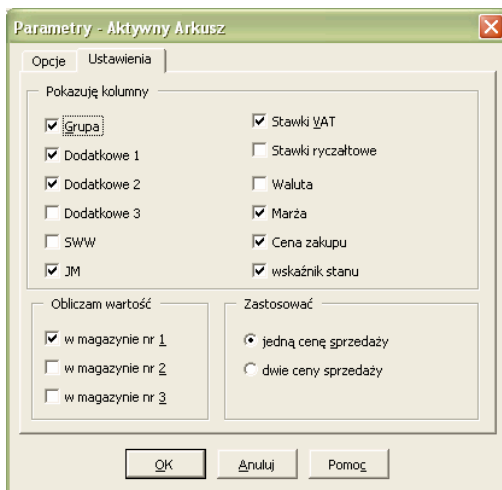 Parametry - Aktywny Arkusz
Opcje
Ustawienia
Pokazuję kolumny
Grupa
Dodatkowe 1
Dodatkowe 2
Dodatkowe 3
SWW
JM
Stawki VAT
Stawki ryczałtowe
Waluta
Marża
Cena zakupu
wskaźnik stanu
Obliczam wartość
w magazynie nr 1
w magazynie nr 2
w magazynie nr 3
Zastosować
jedną cenę sprzedaży
dwie ceny sprzedaży
OK
Anuluj
Pomoc